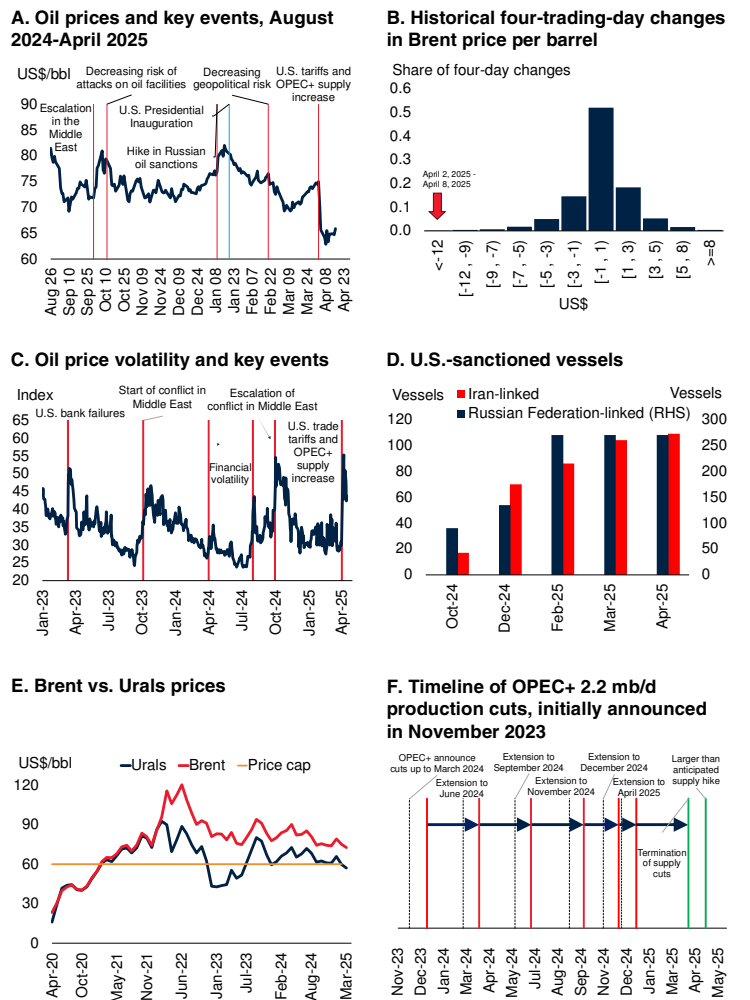 A. Oil prices and key events, August
2024-April 2025
US$/bbl
Decreasing risk of
attacks on oil facilities
Decreasing
geopolitical risk
U.S. tariffs and
OPEC+ supply
increase
Escalation
in the
Middle
East
U.S. Presidential
Inauguration
Hike in Russian
oil sanctions
90
85
80
75
70
65
60
Aug 26
Sep 10
Sep 25
Oct 10
Oct 25
Nov 09
Nov 24
Dec 09
Dec 24
Jan 08
Jan 23
Feb 07
Feb 22
Mar 09
Mar 24
Apr 08
Apr 23
B. Historical four-trading-day changes
in Brent price per barrel
Share of four-day changes
0.6
0.5
0.4
0.3
0.2
0.1
0.0
April 2, 2025 -
April 8, 2025
<-12
[-12, -9)
[-9, -7)
[-7, -5)
[-5, -3)
[-3, -1)
[-1, 1)
[1, 3)
[3, 5)
[5, 8)
>=8
US$
C. Oil price volatility and key events
Index
U.S. bank failures
Start of conflict in
Middle East
Escalation of
conflict in Middle East
Financial
volatility
U.S. trade
tariffs and
OPEC+
supply
increase
65
60
55
50
45
40
35
30
25
20
Jan-23
Apr-23
Jul-23
Oct-23
Jan-24
Apr-24
Jul-24
Oct-24
Jan-25
Apr-25
D. U.S.-sanctioned vessels
Vessels
Vessels
Iran-linked
Russian Federation-linked (RHS)
120
100
80
60
40
20
0
300
250
200
150
100
50
0
Oct-24
Dec-24
Feb-25
Mar-25
Apr-25
E. Brent vs. Urals prices
US$/bbl
Urals
Brent
Price cap
120
90
60
30
0
Apr-20
Oct-20
May-21
Nov-21
Jun-22
Dec-22
Jul-23
Feb-24
Aug-24
Mar-25
F. Timeline of OPEC+ 2.2 mb/d
production cuts, initially announced
in November 2023
OPEC+ announce
cuts up to March 2024
Extension to
June 2024
Extension to
September 2024
Extension to
November 2024
Extension to
December 2024
Extension to
April 2025
Larger than
anticipated
supply hike
Termination
of supply
cuts
Nov-23
Dec-23
Feb-24
Mar-24
Apr-24
May-24
Jul-24
Aug-24
Sep-24
Oct-24
Dec-24
Jan-25
Feb-25
Mar-25
Apr-25
May-25